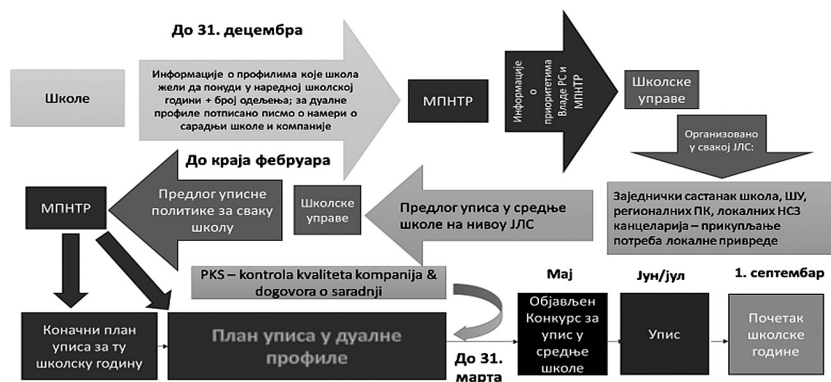 До 31. децембра
Школе
Информације о профилима које школа
жели да понуди у наредној школској
години + број одељења; за дуалне
профиле потписано писмо о намери о
сарадњи школе и компаније
МПНТР
Информације
о
приоритетима
Владе РС и
МПНТР
Школске
управе
Организовано
у свакој ЈЛС:
Заједнички састанак школа, ШУ,
регионалних ПК, локалних НСЗ
канцеларија – прикупљање
потреба локалне привреде
Предлог уписа у средње
школе на нивоу ЈЛС
Школске
управе
До краја фебруара
Предлог уписне
политике за сваку
школу
МПНТР
PKS – kontrola kvaliteta kompanija &
dogovora o saradnji
Коначни план
уписа за ту
школску годину
План уписа у дуалне
профиле
До 31.
марта
Мај
Објављен
Конкурс за
упис у
средње
школе
Јун/јул
Упис
1. септембар
Почетак
школске
године